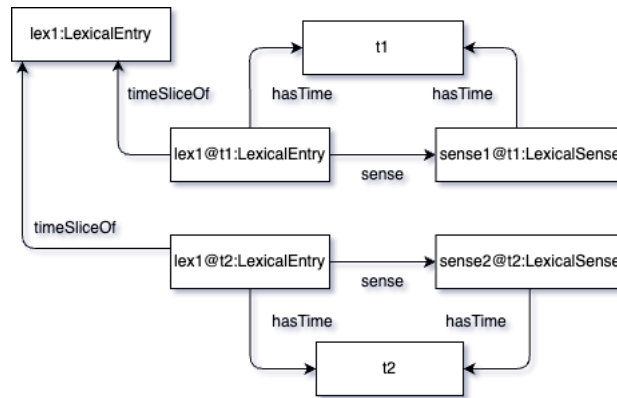 lex1:LexicalEntry
t1
timeSliceOf
hasTime
hasTime
lex1@t1:LexicalEntry
sense1@t1:LexicalSense
sense
timeSliceOf
lex1@t2:LexicalEntry
sense2@t2:LexicalSense
sense
hasTime
hasTime
t2